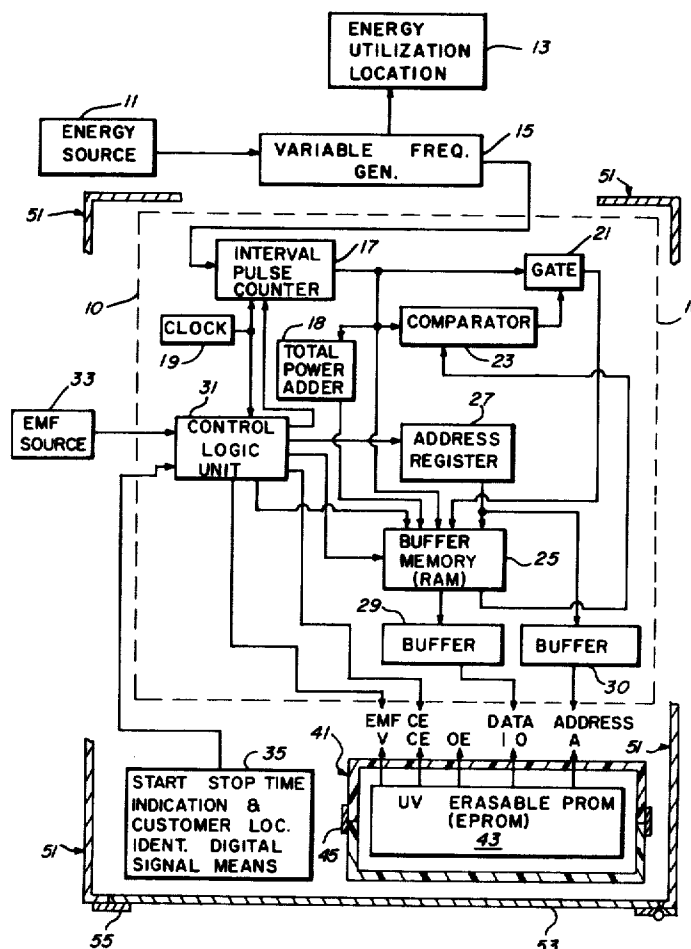 ENERGY
UTILIZATION
LOCATION
13
11
ENERGY
SOURCE
15
VARIABLE FREQ.
GEN.
51
51
17
INTERVAL
PULSE
COUNTER
21
GATE
10
1
CLOCK
19
18
TOTAL
POWER
ADDER
COMPARATOR
23
33
EMF
SOURCE
31
CONTROL
LOGIC
UNIT
27
ADDRESS
REGISTER
BUFFER
MEMORY
(RAM)
25
29
BUFFER
BUFFER
30
EMF CE DATA ADDRESS
V CE OE I O A
41
51
35
START STOP TIME
INDICATION &
CUSTOMER LOC.
IDENT. DIGITAL
SIGNAL MEANS
UV ERASABLE PROM
(EPROM) 43
45
51
55
53